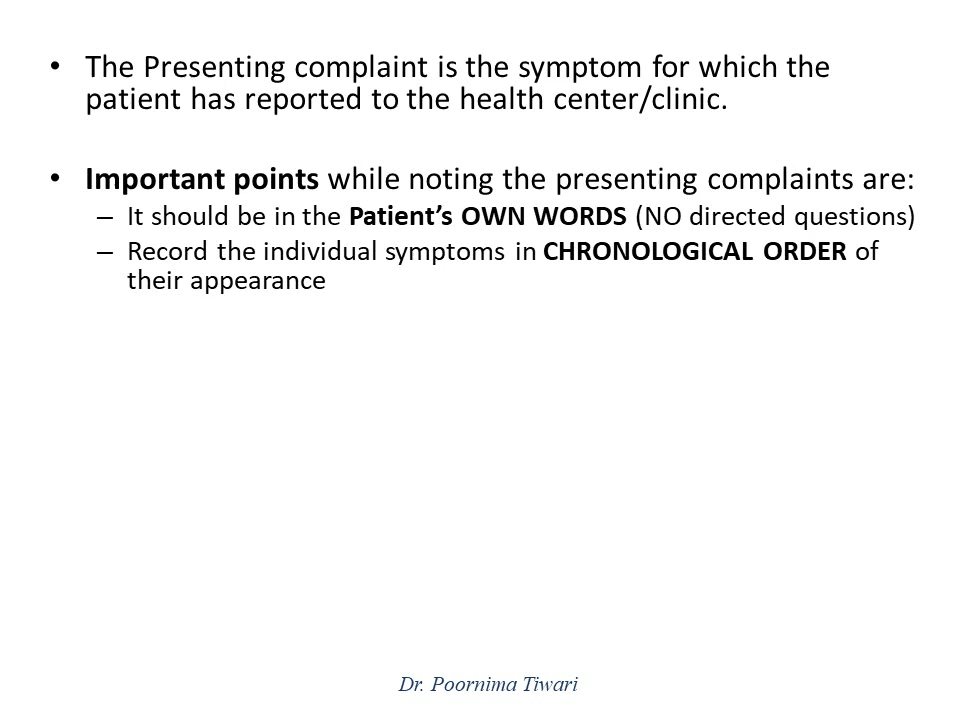 • The Presenting complaint is the symptom for which the
patient has reported to the health center/clinic.
• Important points while noting the presenting complaints are:
– It should be in the Patient’s OWN WORDS (NO directed questions)
– Record the individual symptoms in CHRONOLOGICAL ORDER of
their appearance
Dr. Poornima Tiwari